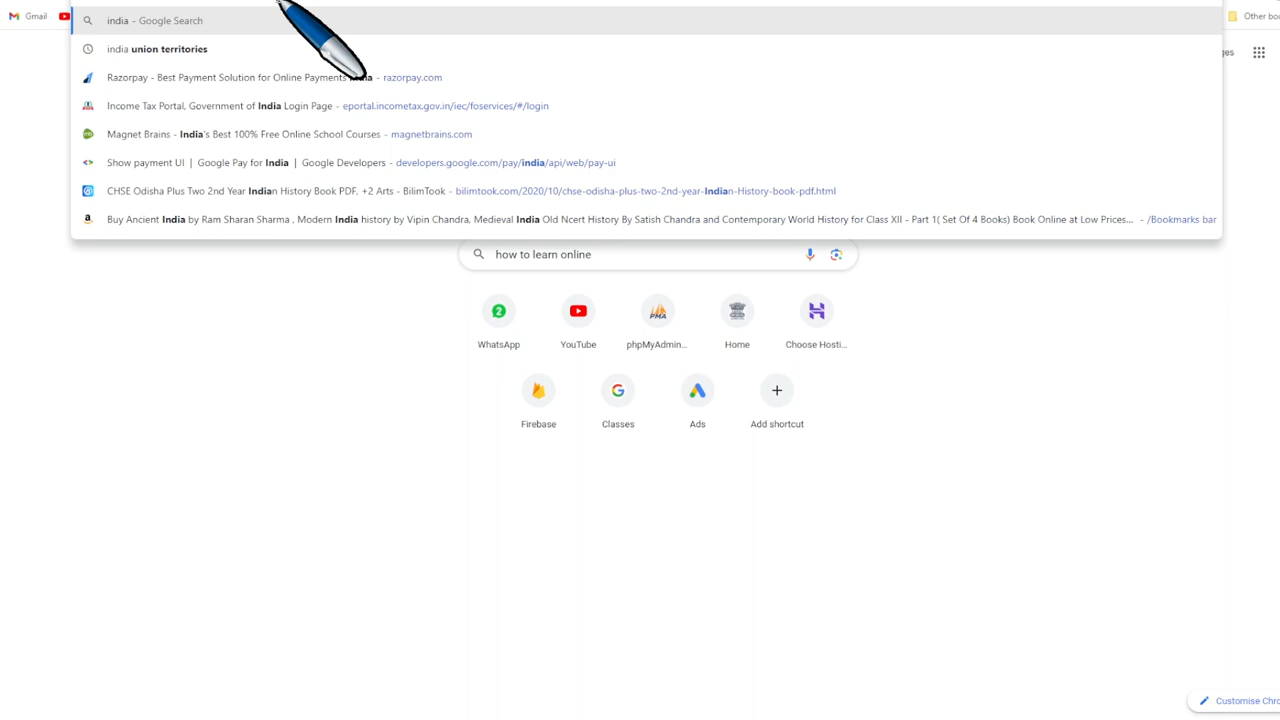 Gmail
india - Google Search
Other boo
india union territories
Razorpay - Best Payment Solution for Online Payments India - razorpay.com
Income Tax Portal, Government of India Login Page - eportal.incometax.gov.in/iec/foservices/#/login
Magnet Brains - India's Best 100% Free Online School Courses - magnetbrains.com
Show payment UI | Google Pay for India | Google Developers - developers.google.com/pay/india/api/web/pay-ui
CHSE Odisha Plus Two 2nd Year Indian History Book PDF, +2 Arts - BilimTook - bilimtook.com/2020/10/chse-odisha-plus-two-2nd-year-Indian-History-book-pdf.html
Buy Ancient India by Ram Sharan Sharma , Modern India history by Vipin Chandra, Medieval India Old Ncert History By Satish Chandra and Contemporary World History for Class XII - Part 1( Set Of 4 Books) Book Online at Low Prices... - /Bookmarks bar
how to learn online
2
PMA
WhatsApp
YouTube
phpMyAdmin...
Home
Choose Hosti...
Firebase
Classes
Ads
Add shortcut
Customise Chro